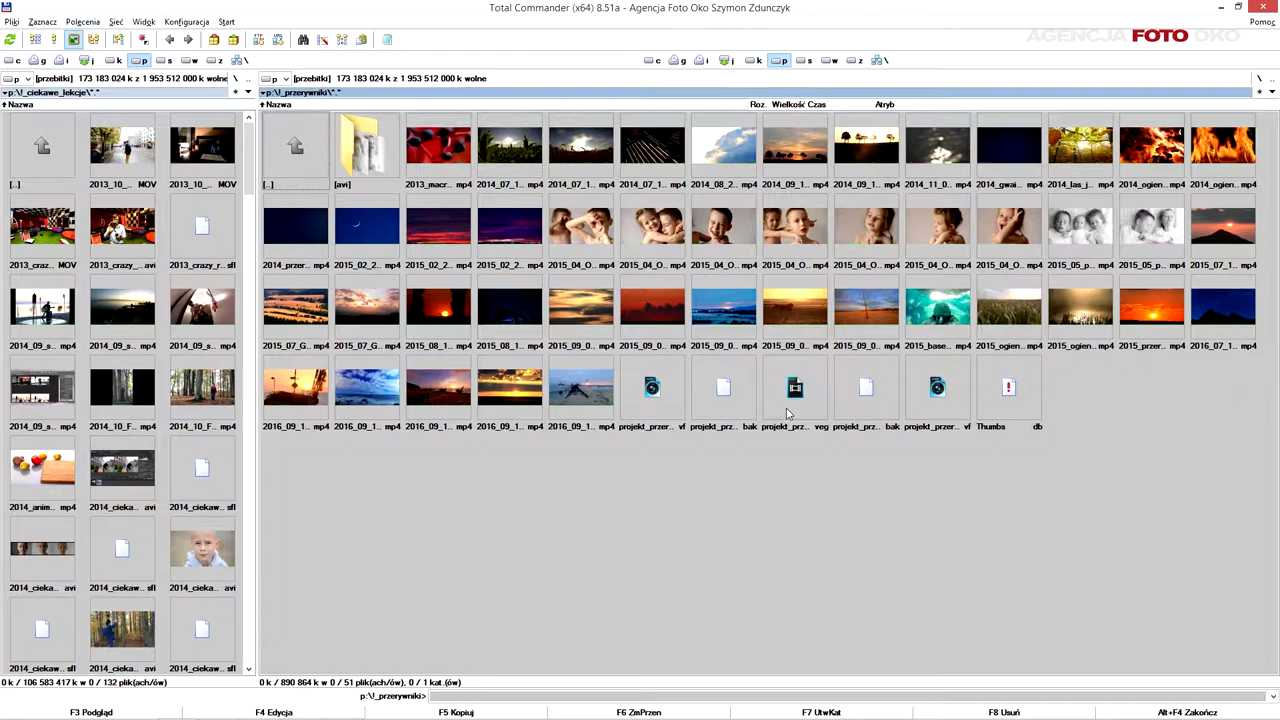 Total Commander (x64) 8.51a - Agencja Foto Oko Szymon Zdunczyk
Pliki Zaznacz Polecenia Sieć Widok Konfiguracja Start Pomoc
AGENCJA FOTO OKO
c g i j k p s w z \
c g i j k p s w z \
p [przebitki] 173 183 024 k z 1 953 512 000 k wolne \ ..
p [przebitki] 173 183 024 k z 1 953 512 000 k wolne \ ..
p:\!_ciekawe_lekcje\*.* *
p:\!_przerywniki\*.* *
Nazwa
Nazwa Roz. Wielkość Czas Atryb
[..] 2013_10_.. MOV 2013_10_.. MOV
[..] [avi] 2013_macr.. mp4 2014_07_1.. mp4 2014_07_1.. mp4 2014_07_1.. mp4 2014_08_2.. mp4 2014_09_1.. mp4 2014_09_1.. mp4 2014_11_0.. mp4 2014_gwai.. mp4 2014_las_j.. mp4 2014_ogien.. mp4 2014_ogien.. mp4
2013_craz.. MOV 2013_crazy_.. avi 2013_crazy_r.. sfl
2014_przer.. mp4 2015_02_2.. mp4 2015_02_2.. mp4 2015_02_2.. mp4 2015_04_O.. mp4 2015_04_O.. mp4 2015_04_O.. mp4 2015_04_O.. mp4 2015_04_O.. mp4 2015_04_O.. mp4 2015_04_O.. mp4 2015_05_p.. mp4 2015_05_p.. mp4 2015_07_1.. mp4
2014_09_s.. mp4 2014_09_s.. mp4 2014_09_s.. mp4
2015_07_G.. mp4 2015_07_G.. mp4 2015_08_1.. mp4 2015_08_1.. mp4 2015_09_0.. mp4 2015_09_0.. mp4 2015_09_0.. mp4 2015_09_0.. mp4 2015_09_0.. mp4 2015_base.. mp4 2015_ogien.. mp4 2015_ogien.. mp4 2015_przer.. mp4 2016_07_1.. mp4
2014_09_s.. mp4 2014_10_F.. mp4 2014_10_F.. mp4
2016_09_1.. mp4 2016_09_1.. mp4 2016_09_1.. mp4 2016_09_1.. mp4 2016_09_1.. mp4 projekt_przer.. vf projekt_prz.. bak projekt_prz.. veg projekt_prz.. bak projekt_przer.. vf Thumbs db
2014_anim.. mp4 2014_cieka.. avi 2014_ciekaw.. sfl
2014_cieka.. avi 2014_ciekaw.. sfl 2014_cieka.. avi
2014_ciekaw.. sfl 2014_cieka.. avi 2014_ciekaw.. sfl
0 k / 106 583 417 k w 0 / 132 plik(ach/ów)
0 k / 890 864 k w 0 / 51 plik(ach/ów), 0 / 1 kat.(ów)
p:\!_przerywniki>
F3 Podgląd F4 Edycja F5 Kopiuj F6 ZmPrzen F7 UtwKat F8 Usuń Alt+F4 Zakończ